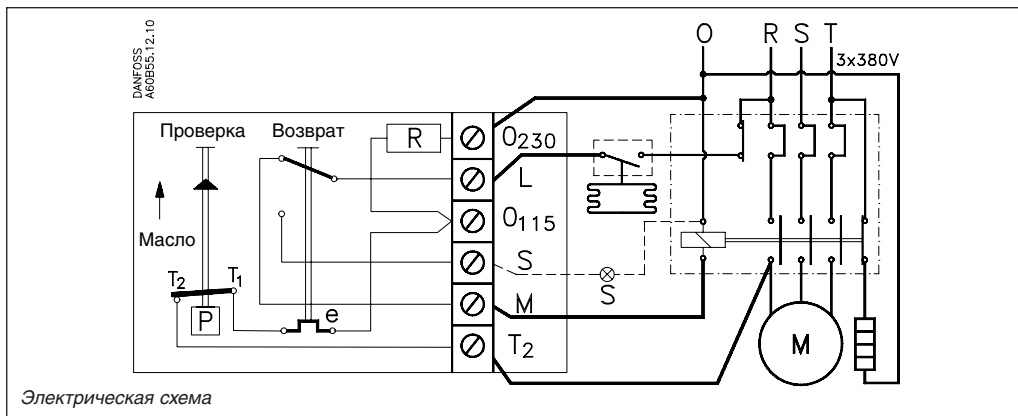 DANFOSS
A60B55.12.10
O R S T
3x380V
Проверка Возврат
R
O230
L
Масло
O115
S
S
T2 T1
P
e
M
T2
M
Электрическая схема